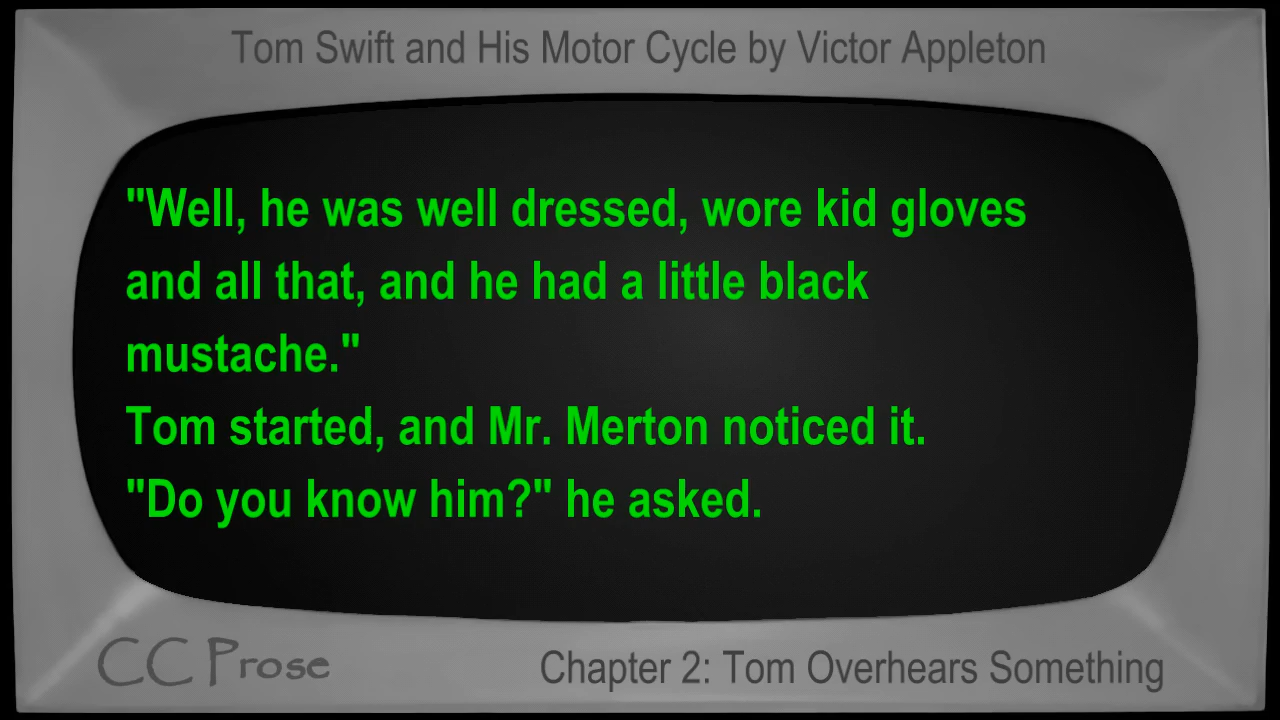 Tom Swift and His Motor Cycle by Victor Appleton
"Well, he was well dressed, wore kid gloves
and all that, and he had a little black
mustache."
Tom started, and Mr. Merton noticed it.
"Do you know him?" he asked.
CC Prose
Chapter 2: Tom Overhears Something